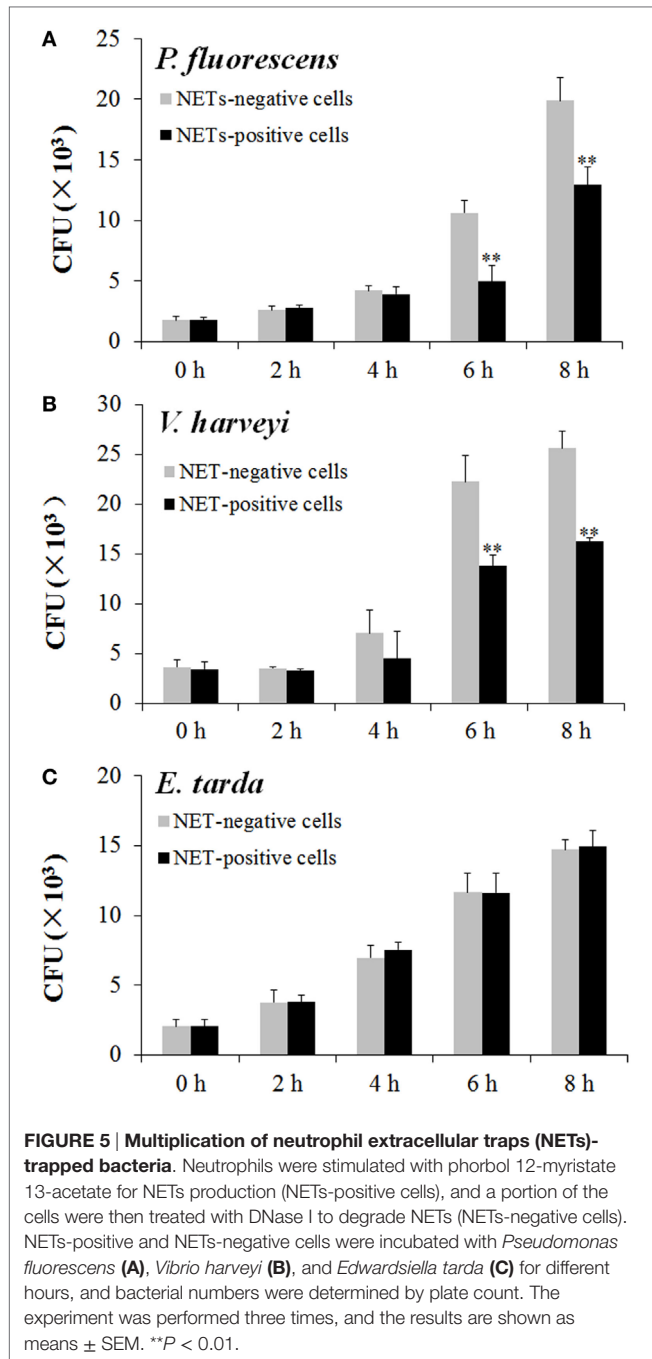 A
P. fluorescens
NETs-negative cells
NETs-positive cells
CFU (×10³)
25
20
15
10
5
0
**
**
0 h 2 h 4 h 6 h 8 h
B
V. harveyi
NET-negative cells
NET-positive cells
CFU (×10³)
30
25
20
15
10
5
0
**
**
0 h 2 h 4 h 6 h 8 h
C
E. tarda
NET-negative cells
NET-positive cells
CFU (×10³)
20
15
10
5
0
0 h 2 h 4 h 6 h 8 h
FIGURE 5 | Multiplication of neutrophil extracellular traps (NETs)-
trapped bacteria. Neutrophils were stimulated with phorbol 12-myristate
13-acetate for NETs production (NETs-positive cells), and a portion of the
cells were then treated with DNase I to degrade NETs (NETs-negative cells).
NETs-positive and NETs-negative cells were incubated with Pseudomonas
fluorescens (A), Vibrio harveyi (B), and Edwardsiella tarda (C) for different
hours, and bacterial numbers were determined by plate count. The
experiment was performed three times, and the results are shown as
means ± SEM. **P < 0.01.